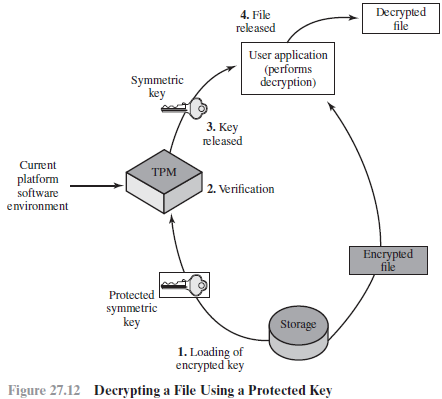 4. File
released
Decrypted
file
User application
(performs
decryption)
Symmetric
key
3. Key
released
Current
platform
software
environment
TPM
2. Verification
Encrypted
file
Protected
symmetric
key
Storage
1. Loading of
encrypted key
Figure 27.12 Decrypting a File Using a Protected Key